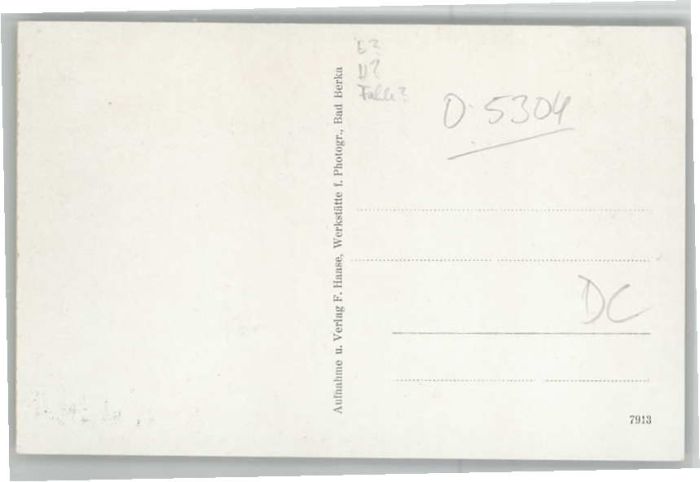 Aufnahme u. Verlag F. Haase, Werkstätte f. Photogr., Bad Berka
D-5304
DC
7913